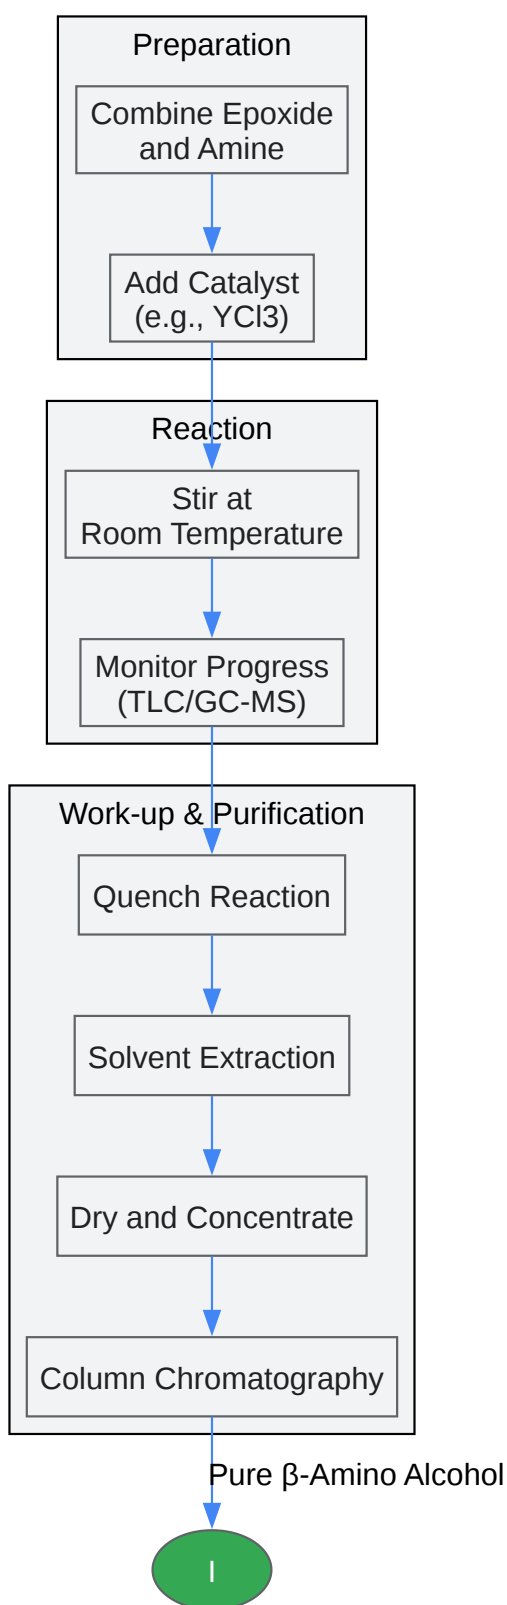 Preparation
Combine Epoxide
and Amine
Add Catalyst
(e.g., YCl3)
Reaction
Stir at
Room Temperature
Monitor Progress
(TLC/GC-MS)
Work-up & Purification
Quench Reaction
Solvent Extraction
Dry and Concentrate
Column Chromatography
Pure β-Amino Alcohol
I